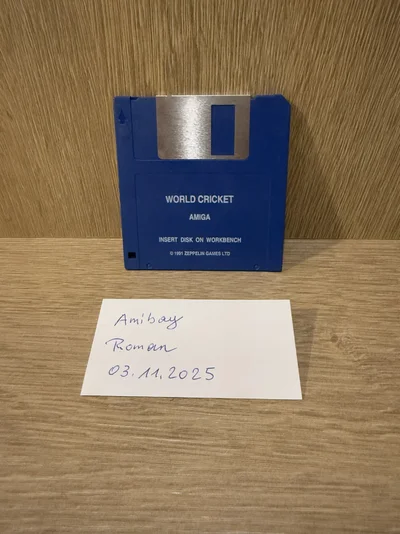 WORLD CRICKET
AMIGA
INSERT DISK ON WORKBENCH
© 1991 ZEPPELIN GAMES LTD
Amibay
Roman
03.11.2025